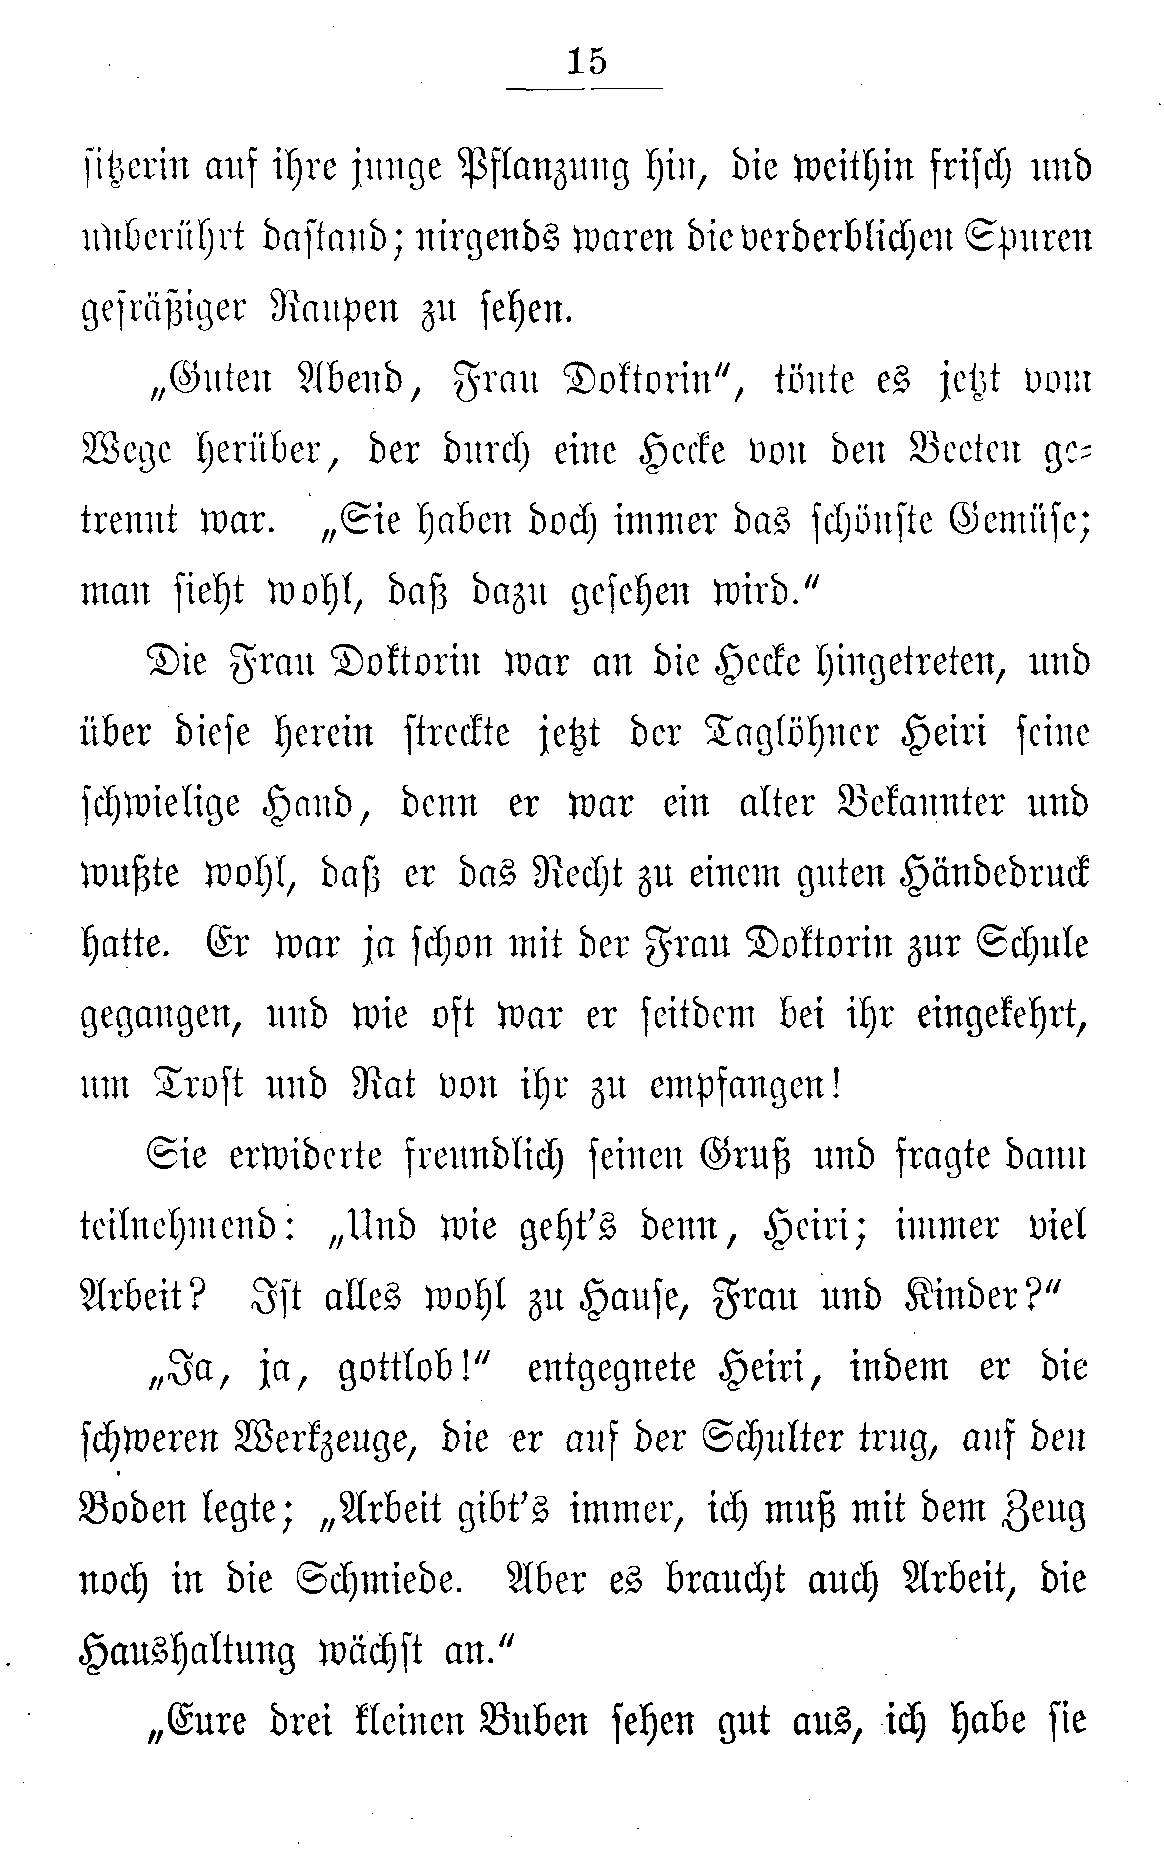 15
sitzerin auf ihre junge Pflanzung hin, die weithin frisch und
unberührt dastand; nirgends waren die verderblichen Spuren
gefräßiger Raupen zu sehen.
„Guten Abend, Frau Doktorin“, tönte es jetzt vom
Wege herüber, der durch eine Hecke von den Beeten ge-
trennt war. „Sie haben doch immer das schönste Gemüse;
man sieht wohl, daß dazu gesehen wird.“
Die Frau Doktorin war an die Hecke hingetreten, und
über diese herein streckte jetzt der Taglöhner Heiri seine
schwielige Hand, denn er war ein alter Bekannter und
wußte wohl, daß er das Recht zu einem guten Händedruck
hatte. Er war ja schon mit der Frau Doktorin zur Schule
gegangen, und wie oft war er seitdem bei ihr eingekehrt,
um Trost und Rat von ihr zu empfangen!
Sie erwiderte freundlich seinen Gruß und fragte dann
teilnehmend: „Und wie geht's denn, Heiri; immer viel
Arbeit? Ist alles wohl zu Hause, Frau und Kinder?“
„Ja, ja, gottlob!“ entgegnete Heiri, indem er die
schweren Werkzeuge, die er auf der Schulter trug, auf den
Boden legte; „Arbeit gibt's immer, ich muß mit dem Zeug
noch in die Schmiede. Aber es braucht auch Arbeit, die
Haushaltung wächst an.“
„Eure drei kleinen Buben sehen gut aus, ich habe sie